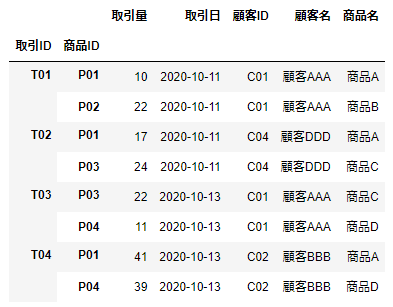 取引量 取引日 顧客ID 顧客名 商品名
取引ID 商品ID
T01 P01 10 2020-10-11 C01 顧客AAA 商品A
P02 22 2020-10-11 C01 顧客AAA 商品B
T02 P01 17 2020-10-11 C04 顧客DDD 商品A
P03 24 2020-10-11 C04 顧客DDD 商品C
T03 P03 22 2020-10-13 C01 顧客AAA 商品C
P04 11 2020-10-13 C01 顧客AAA 商品D
T04 P01 41 2020-10-13 C02 顧客BBB 商品A
P04 39 2020-10-13 C02 顧客BBB 商品D